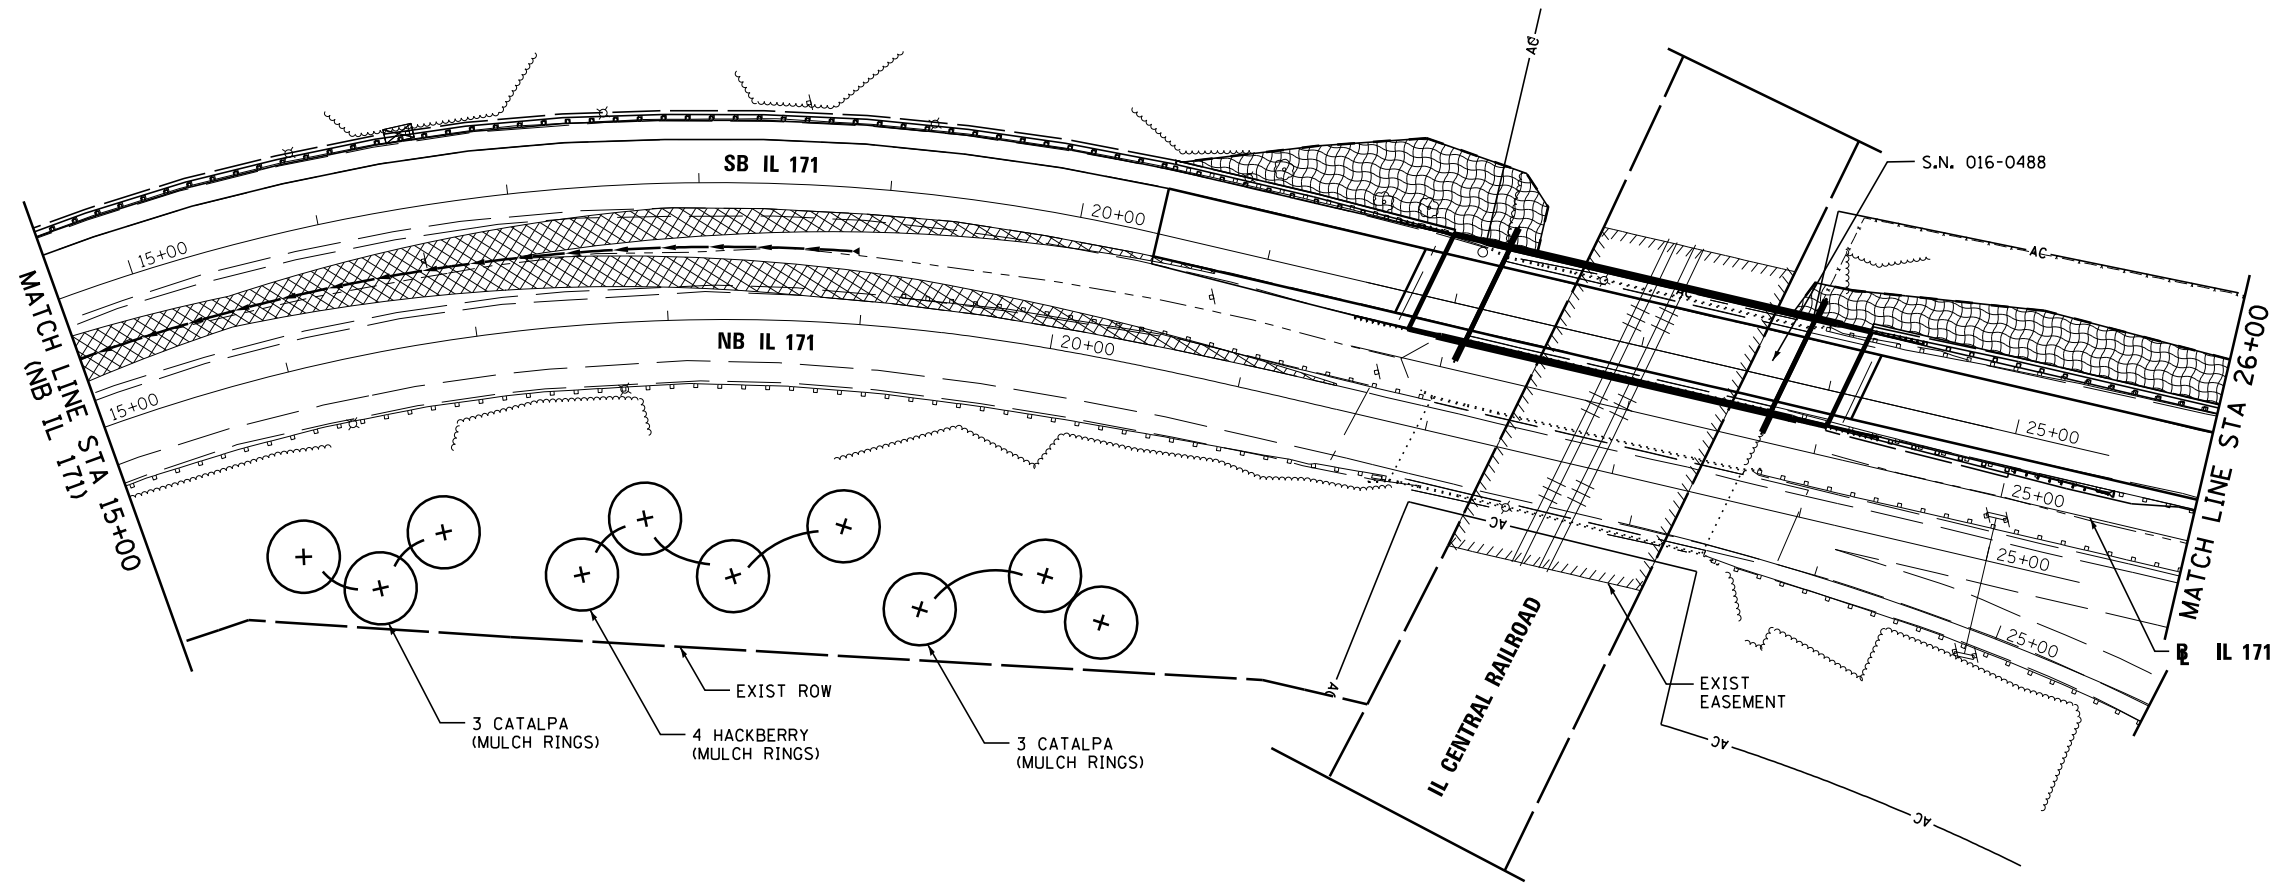 AC
SB IL 171
S.N. 016-0488
20+00
15+00
AC
MATCH LINE STA 15+00
(NB IL 171)
NB IL 171
20+00
15+00
25+00
25+00
25+00
25+00
MATCH LINE STA 26+00
AC
BL IL 171
IL CENTRAL RAILROAD
EXIST
EASEMENT
EXIST ROW
AC
3 CATALPA
(MULCH RINGS)
4 HACKBERRY
(MULCH RINGS)
3 CATALPA
(MULCH RINGS)
AC
AC